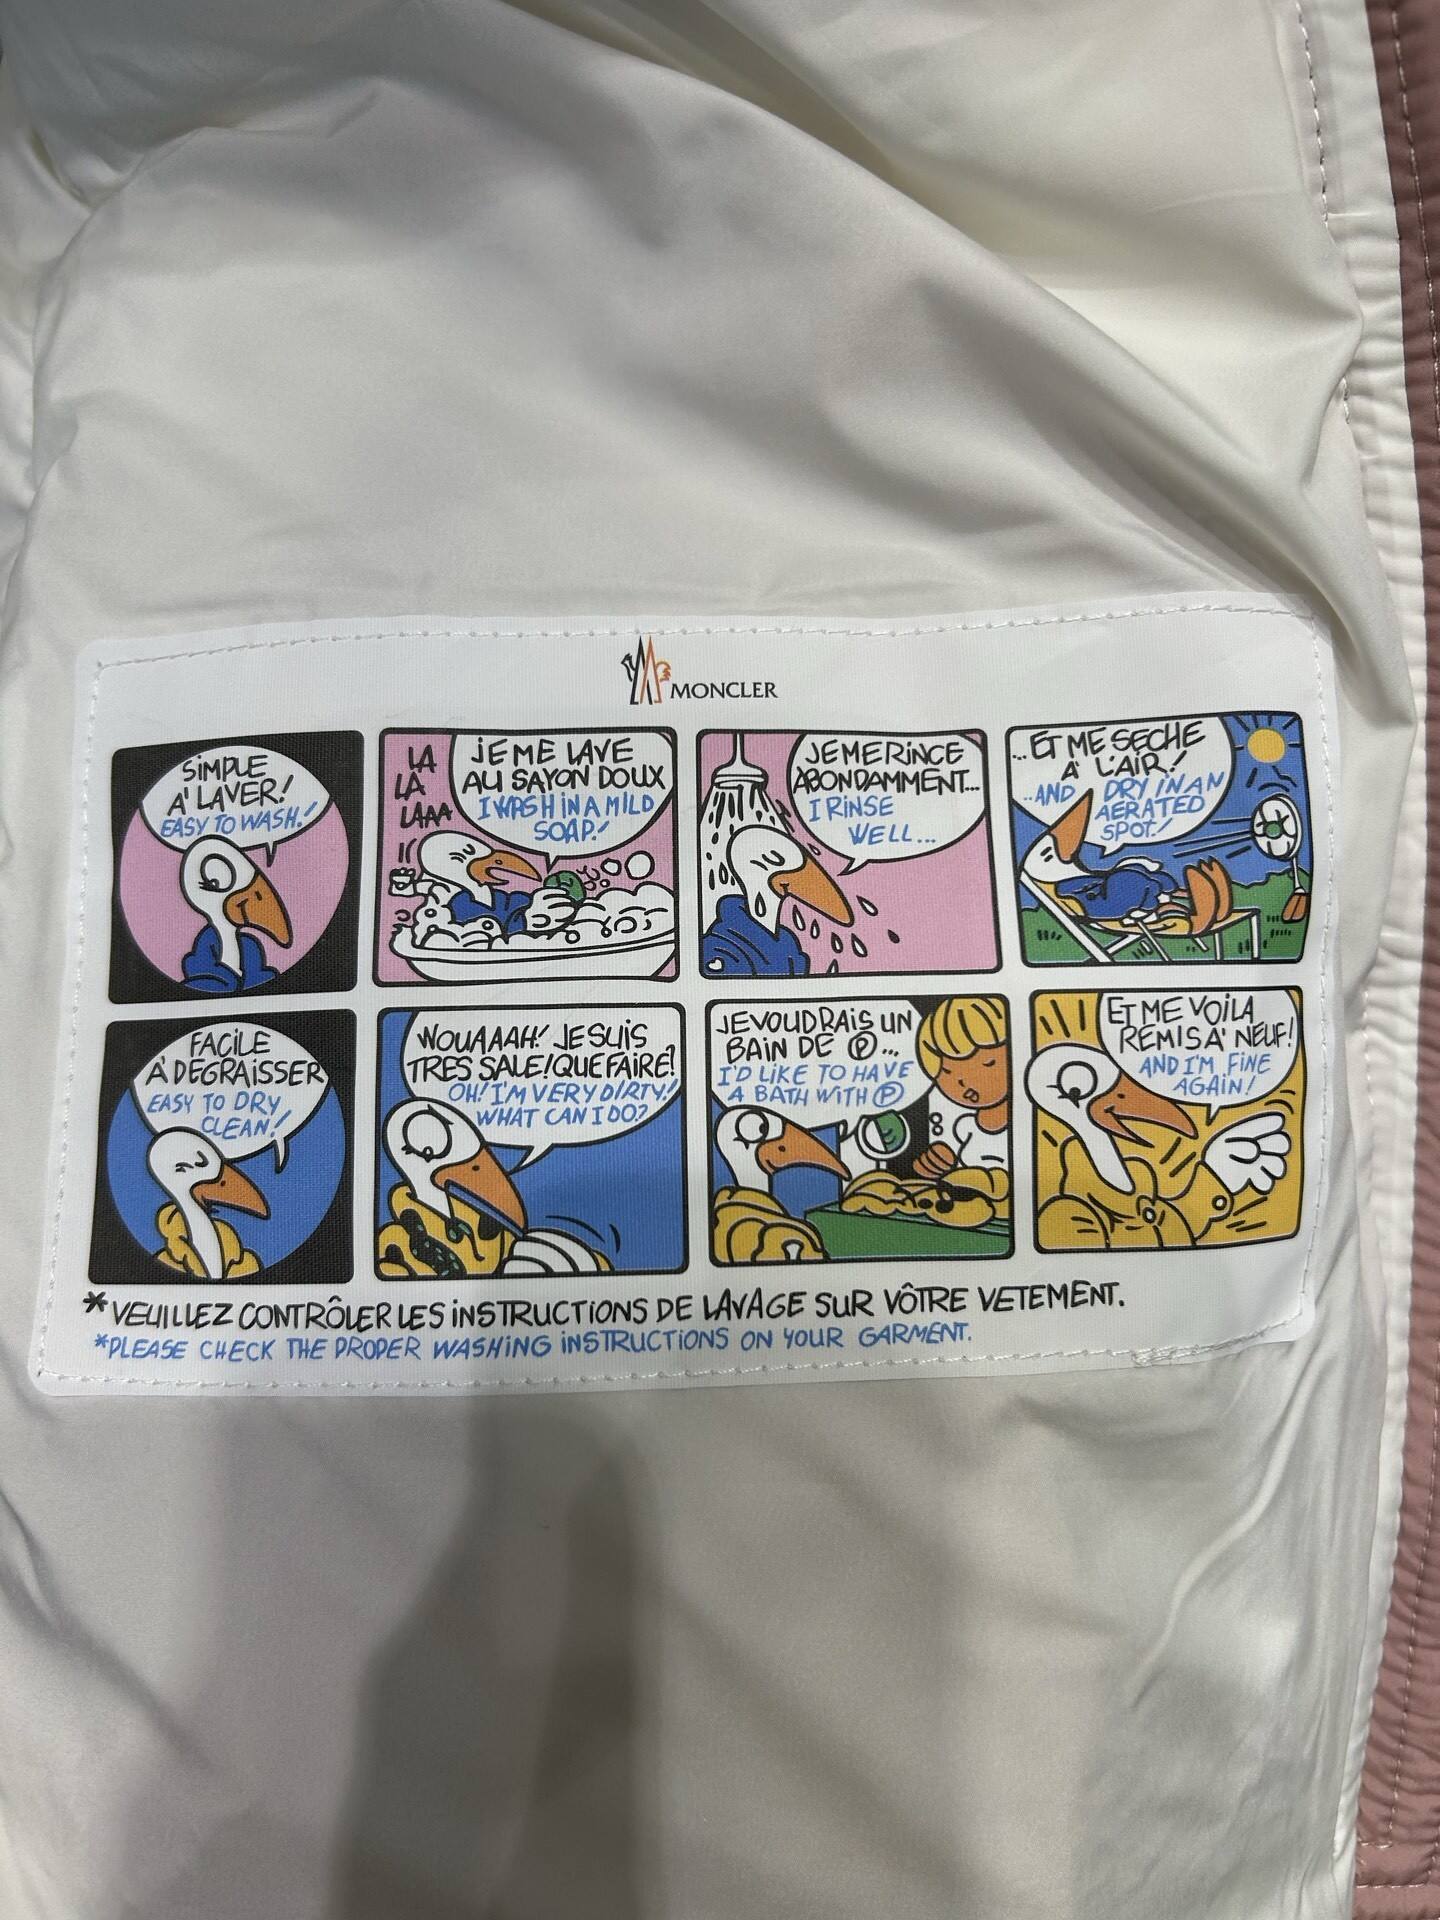 MONCLER
SiMPLE
A' LAVER!
EASY TO WASH!
LA
LA
LAAA
JE ME LAVE
AU SAVON DOUX
I WASH iN A MiLD
SOAP!
JE ME RiNCE
ABONDAMMENT...
I RiNSE
WELL...
...ET ME SECHE
A' L'AIR!
..AND DRY IN AN
AERATED
SPOT!
FACiLE
À DEGRAiSSER
EASY TO DRY
CLEAN!
WOUAAAH! JE SUiS
TRES SALE! QUE FAIRE?
OH! I'M VERY DIRTY!
WHAT CAN I DO?
JE VOUDRAiS UN
BAiN DE Ⓟ...
I'D LIKE TO HAVE
A BATH WiTH Ⓟ
ET ME VOiLA
REMiS A' NEUF!
AND I'M FINE
AGAIN!
*VEUILLEZ CONTRÔLER LES iNSTRUCTiONS DE LAVAGE SUR VÔTRE VETEMENT.
*PLEASE CHECK THE PROPER WASHiNG iNSTRUCTiONS ON YOUR GARMENT.